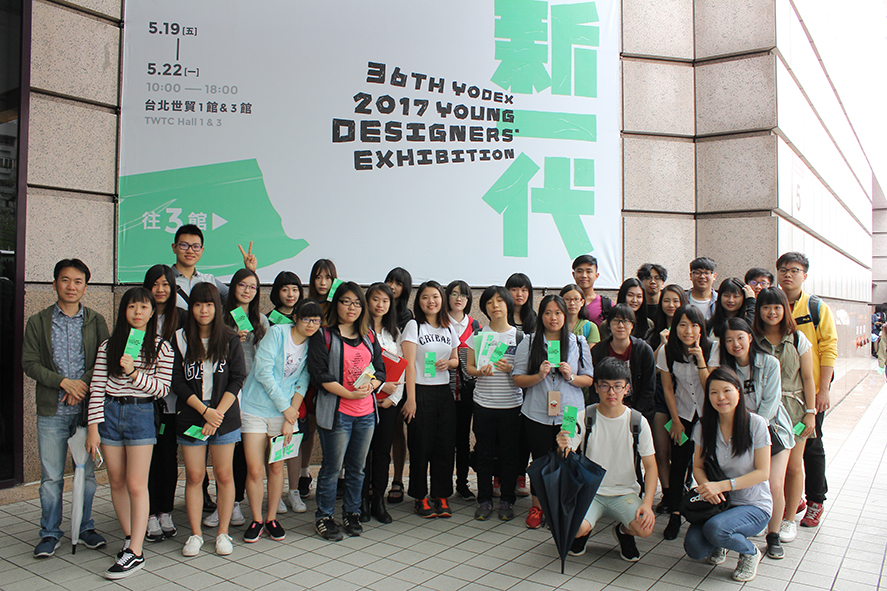 5.19[五]
5.22[一]
10:00 — 18:00
台北世貿1館&3館
TWTC Hall 1 & 3
36TH YODEX
2017 YOUNG
DESIGNERS'
EXHIBITION
新一代
往3館▶
CRYBABY